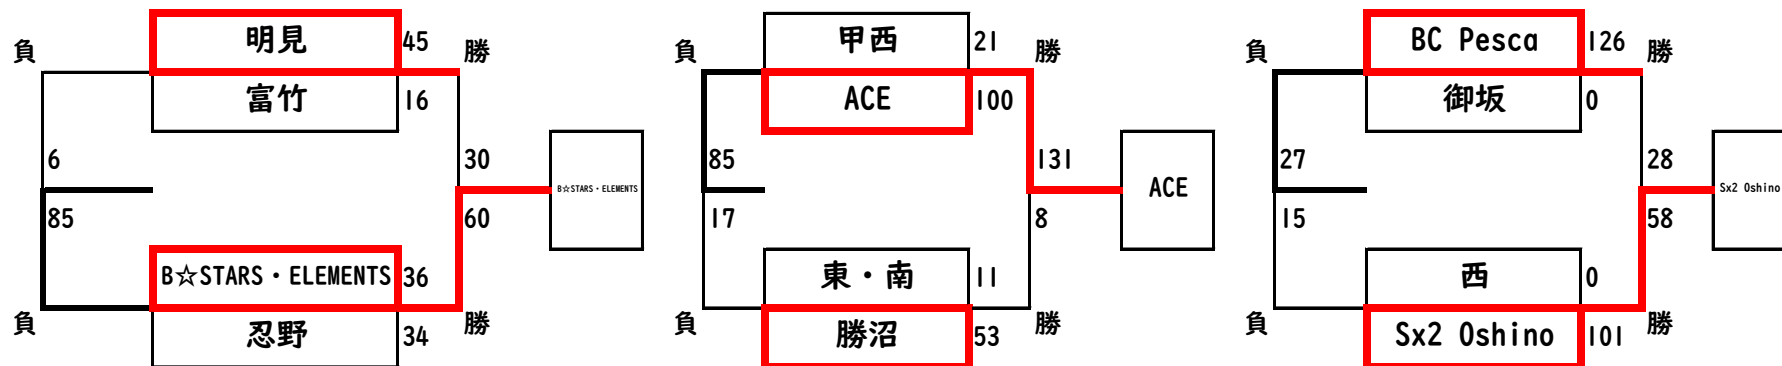 負 明見 45 勝
富竹 16
6 30
B☆STARS・ELEMENTS
85 60
B☆STARS・ELEMENTS 36
負 忍野 34 勝
負 甲西 21 勝
ACE 100
85 131
ACE
17 8
東・南 11
負 勝沼 53 勝
負 BC Pesca 126 勝
御坂 0
27 28
Sx2 Oshino
15 58
西 0
負 Sx2 Oshino 101 勝